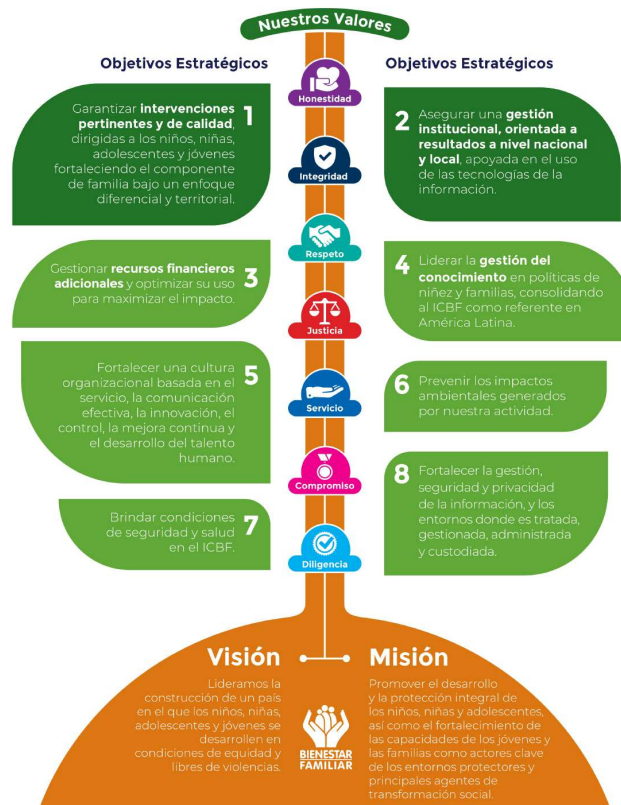 Nuestros Valores
Objetivos Estratégicos
Objetivos Estratégicos
Honestidad
1
Garantizar intervenciones
pertinentes y de calidad,
dirigidas a los niños, niñas,
adolescentes y jóvenes
fortaleciendo el componente
de familia bajo un enfoque
diferencial y territorial.
2
Asegurar una gestión
institucional, orientada a
resultados a nivel nacional
y local, apoyada en el uso
de las tecnologías de la
información.
Integridad
Respeto
3
Gestionar recursos financieros
adicionales y optimizar su uso
para maximizar el impacto.
4
Liderar la gestión del
conocimiento en políticas de
niñez y familias, consolidando
al ICBF como referente en
América Latina.
Justicia
5
Fortalecer una cultura
organizacional basada en el
servicio, la comunicación
efectiva, la innovación, el
control, la mejora continua y
el desarrollo del talento
humano.
6
Prevenir los impactos
ambientales generados
por nuestra actividad.
Servicio
Compromiso
7
Brindar condiciones
de seguridad y salud
en el ICBF.
8
Fortalecer la gestión,
seguridad y privacidad
de la información, y los
entornos donde es tratada,
gestionada, administrada
y custodiada.
Diligencia
Visión
Lideramos la
construcción de un país
en el que los niños, niñas,
adolescentes y jóvenes se
desarrollen en
condiciones de equidad y
libres de violencias.
BIENESTAR
FAMILIAR
Misión
Promover el desarrollo
y la protección integral de
los niños, niñas y adolescentes,
así como el fortalecimiento de
las capacidades de los jóvenes y
las familias como actores clave
de los entornos protectores y
principales agentes de
transformación social.